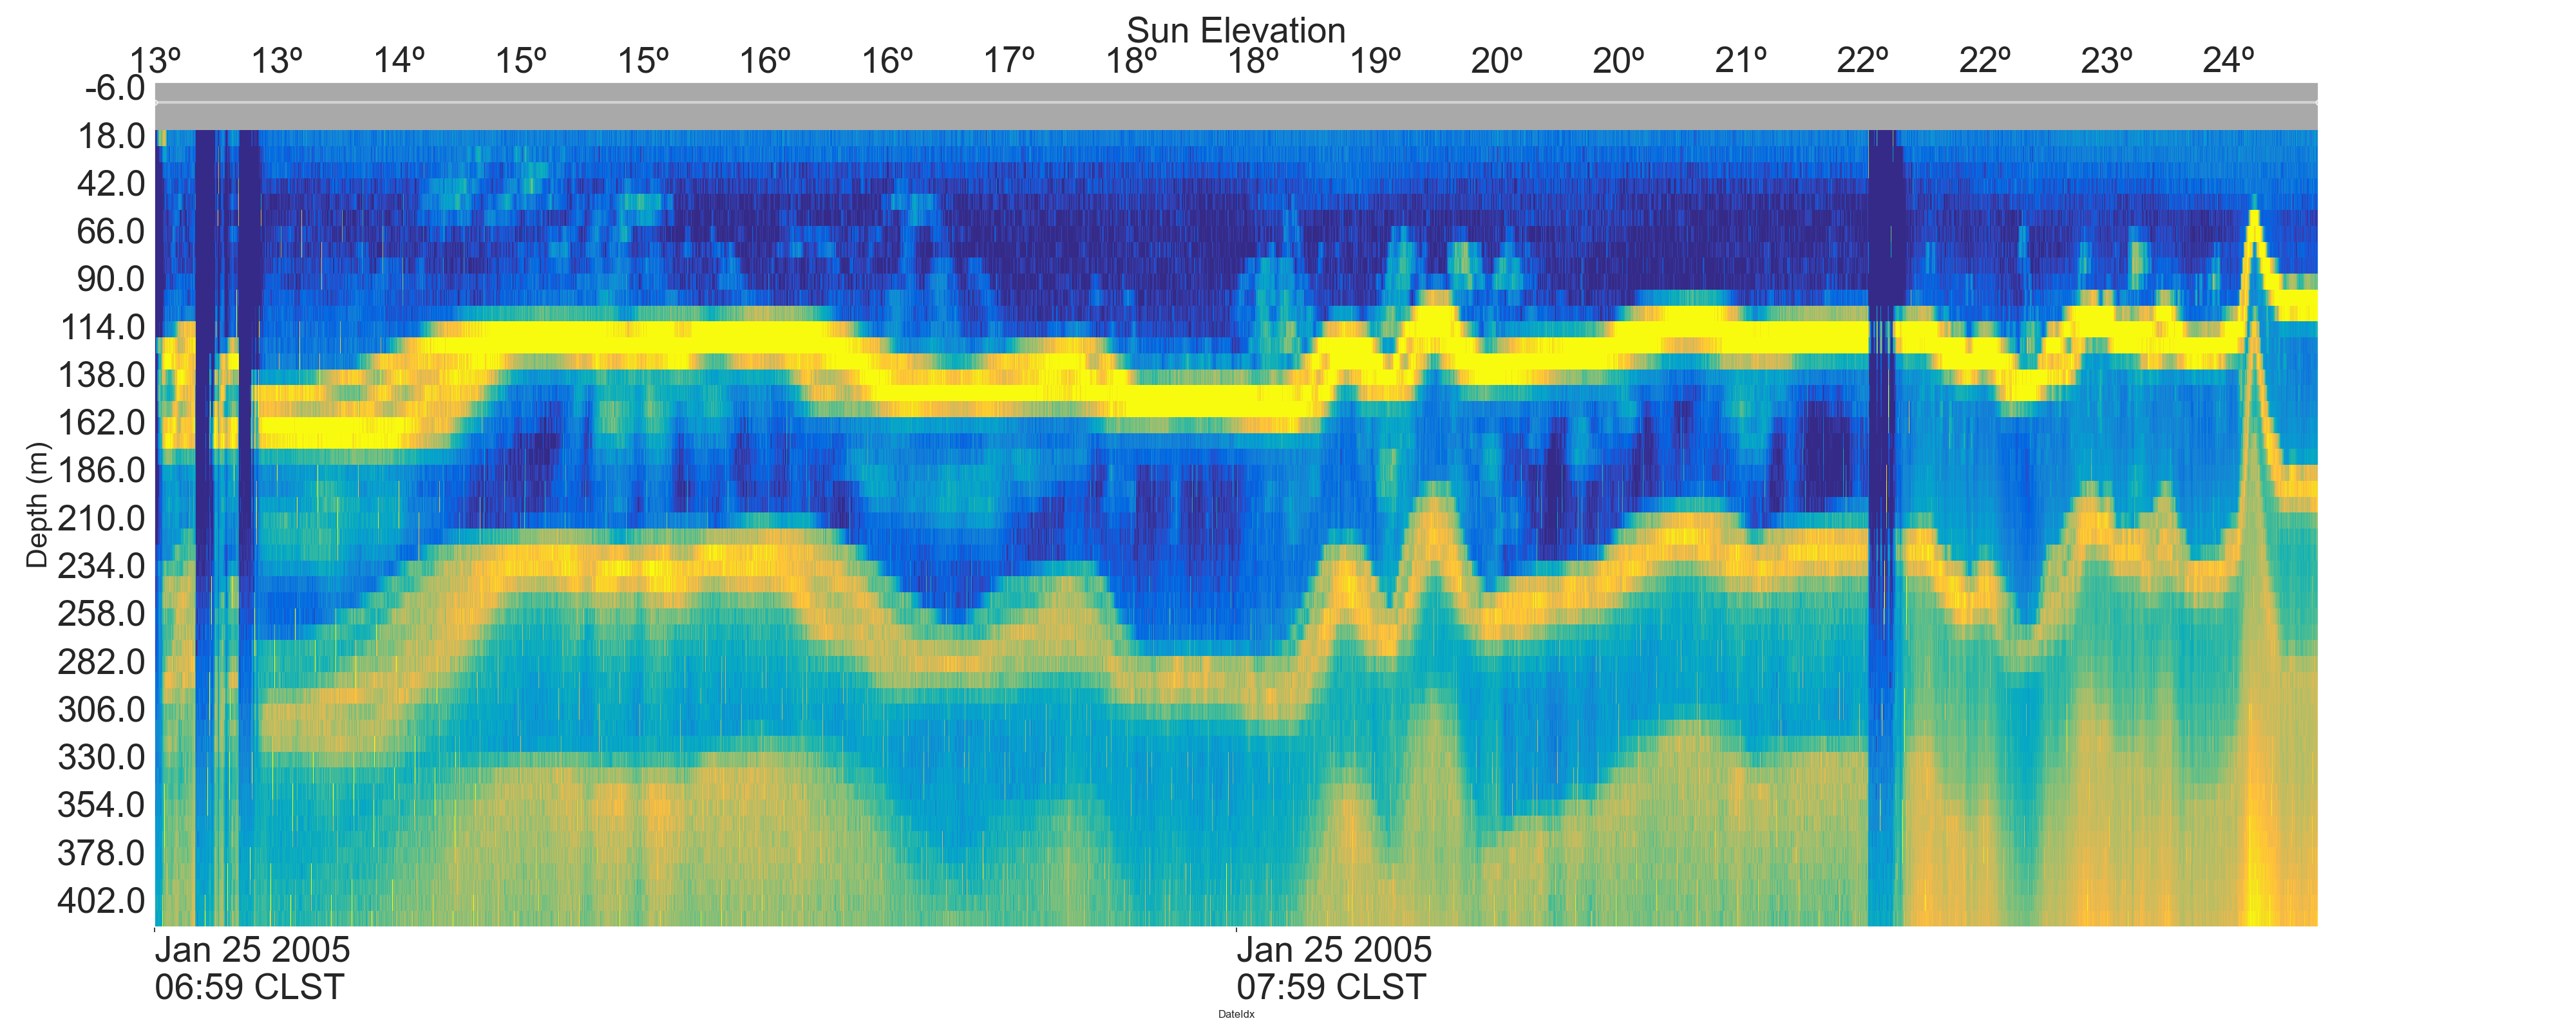 Sun Elevation
13º 13º 14º 15º 15º 16º 16º 17º 18º 18º 19º 20º 20º 21º 22º 22º 23º 24º
-6.0
18.0
42.0
66.0
90.0
114.0
138.0
162.0
186.0
210.0
234.0
258.0
282.0
306.0
330.0
354.0
378.0
402.0
Depth (m)
Jan 25 2005
06:59 CLST
Jan 25 2005
07:59 CLST
DateIdx